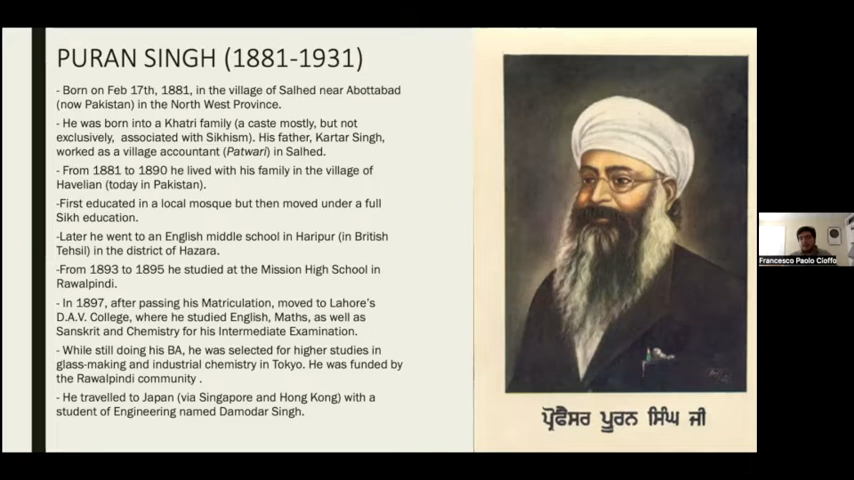 PURAN SINGH (1881-1931)
- Born on Feb 17th, 1881, in the village of Salhed near Abottabad
(now Pakistan) in the North West Province.
- He was born into a Khatri family (a caste mostly, but not
exclusively, associated with Sikhism). His father, Kartar Singh,
worked as a village accountant (Patwari) in Salhed.
- From 1881 to 1890 he lived with his family in the village of
Havelian (today in Pakistan).
-First educated in a local mosque but then moved under a full
Sikh education.
-Later he went to an English middle school in Haripur (in British
Tehsil) in the district of Hazara.
-From 1893 to 1895 he studied at the Mission High School in
Rawalpindi.
- In 1897, after passing his Matriculation, moved to Lahore's
D.A.V. College, where he studied English, Maths, as well as
Sanskrit and Chemistry for his Intermediate Examination.
- While still doing his BA, he was selected for higher studies in
glass-making and industrial chemistry in Tokyo. He was funded by
the Rawalpindi community .
- He travelled to Japan (via Singapore and Hong Kong) with a
student of Engineering named Damodar Singh.
ਪ੍ਰੋਫੈਸਰ ਪੂਰਨ ਸਿੰਘ ਜੀ
Francesco Paolo Cioffo